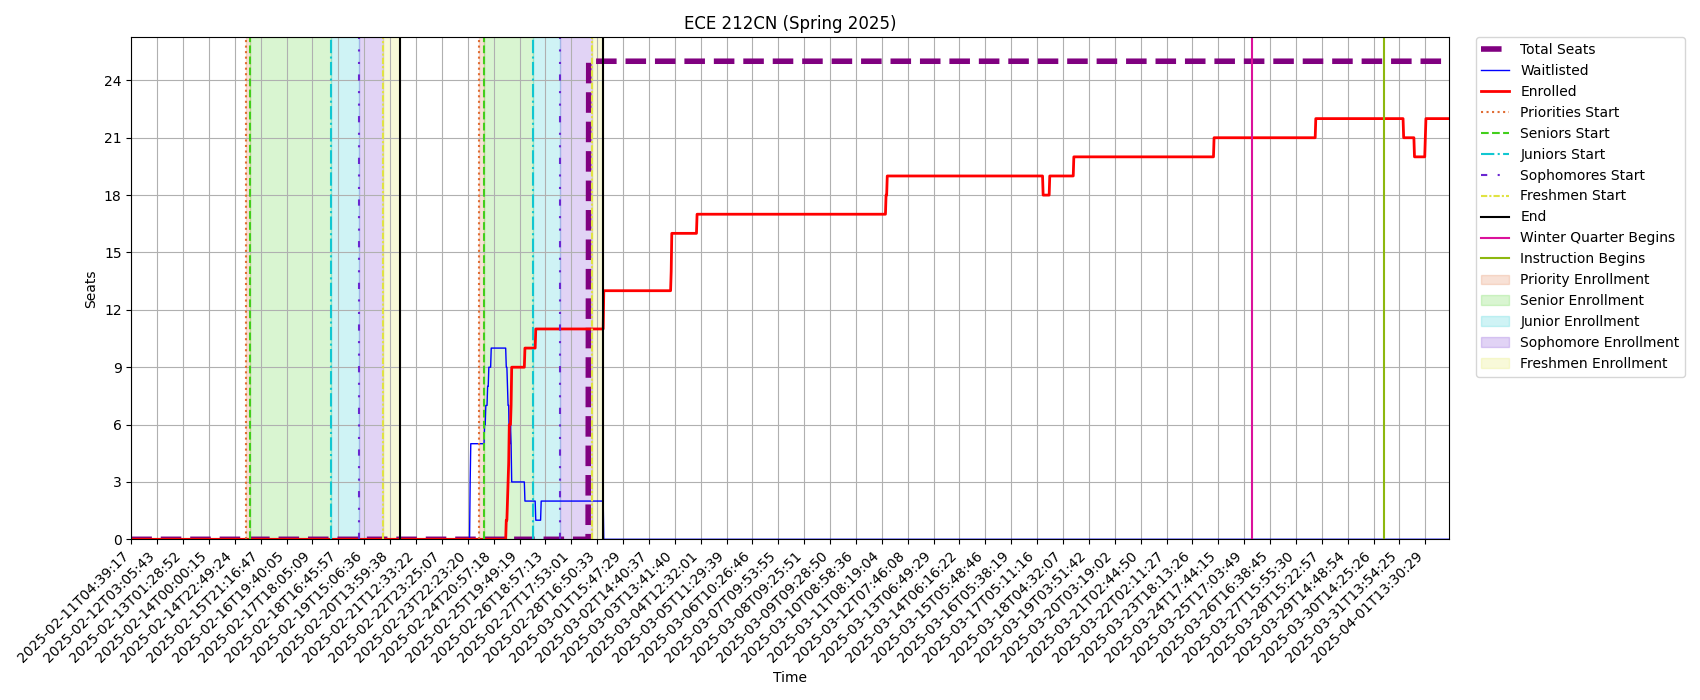 ECE 212CN (Spring 2025)
Seats
24
21
18
15
12
9
6
3
0
2025-02-11T04:39:17
2025-02-12T03:05:43
2025-02-13T01:28:52
2025-02-14T00:00:15
2025-02-14T22:49:24
2025-02-15T21:16:47
2025-02-16T19:40:05
2025-02-17T18:05:09
2025-02-18T16:45:57
2025-02-19T15:06:36
2025-02-20T13:59:38
2025-02-21T12:33:22
2025-02-22T23:25:07
2025-02-23T22:23:20
2025-02-24T20:57:18
2025-02-25T19:49:19
2025-02-26T18:57:13
2025-02-27T17:53:01
2025-02-28T16:50:33
2025-03-01T15:47:29
2025-03-02T14:40:37
2025-03-03T13:41:40
2025-03-04T12:32:01
2025-03-05T11:29:39
2025-03-06T10:26:46
2025-03-07T09:53:55
2025-03-08T09:25:51
2025-03-09T09:28:50
2025-03-10T08:58:36
2025-03-11T08:19:04
2025-03-12T07:46:08
2025-03-13T06:49:29
2025-03-14T06:16:22
2025-03-15T05:48:46
2025-03-16T05:38:19
2025-03-17T05:11:16
2025-03-18T04:32:07
2025-03-19T03:51:42
2025-03-20T03:19:02
2025-03-21T02:44:50
2025-03-22T02:11:27
2025-03-23T18:13:26
2025-03-24T17:44:15
2025-03-25T17:03:49
2025-03-26T16:38:45
2025-03-27T15:55:30
2025-03-28T15:22:57
2025-03-29T14:48:54
2025-03-30T14:25:26
2025-03-31T13:54:25
2025-04-01T13:30:29
Time
Total Seats
Waitlisted
Enrolled
Priorities Start
Seniors Start
Juniors Start
Sophomores Start
Freshmen Start
End
Winter Quarter Begins
Instruction Begins
Priority Enrollment
Senior Enrollment
Junior Enrollment
Sophomore Enrollment
Freshmen Enrollment